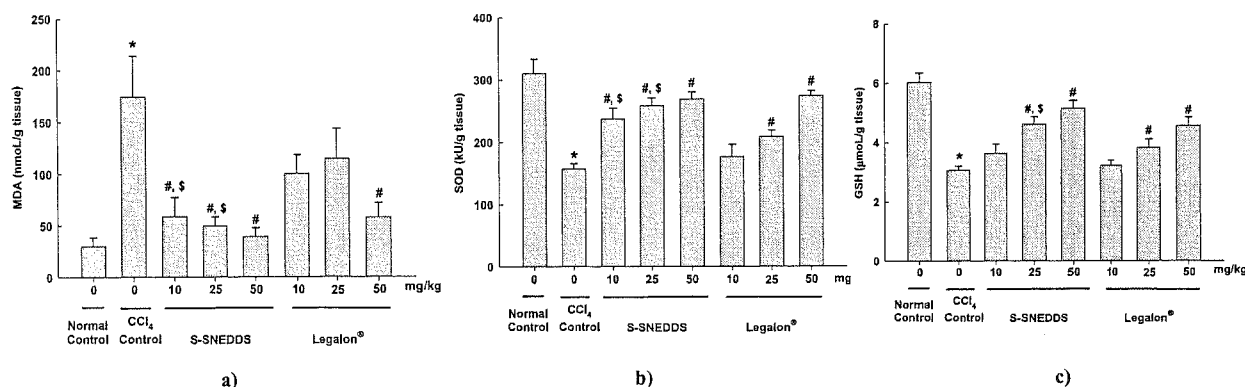 250
200
150
100
50
0
MDA (nmoL/g tissue)
*
#, $
#, $
#
#
0 0 10 25 50 10 25 50 mg/kg
Normal Control
CCl4 Control
S-SNEDDS
Legalon®
a)
400
300
200
100
0
SOD (kU/g tissue)
*
#, $
#, $
#
#
#
0 0 10 25 50 10 25 50 mg/kg
Normal Control
CCl4 Control
S-SNEDDS
Legalon®
b)
8
6
4
2
0
GSH (μmoL/g tissue)
*
#, $
#
#
#
0 0 10 25 50 10 25 50 mg/kg
Normal Control
CCl4 Control
S-SNEDDS
Legalon®
c)